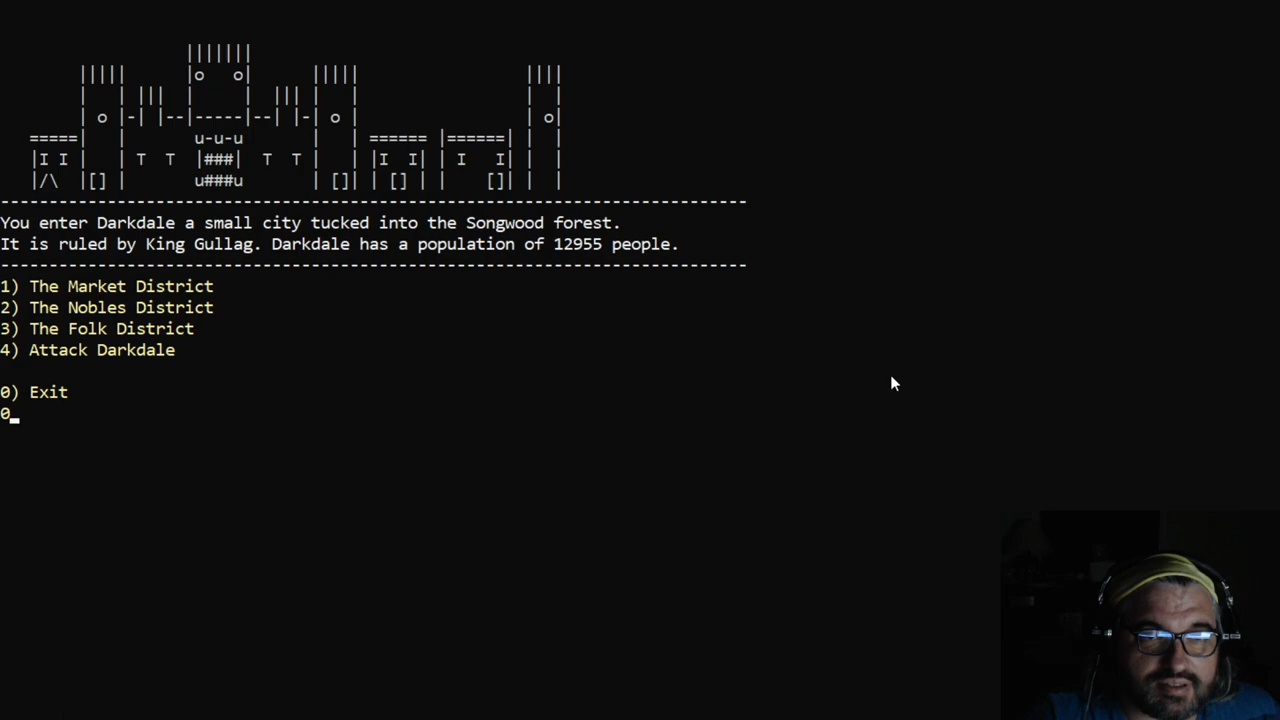 You enter Darkdale a small city tucked into the Songwood forest.
It is ruled by King Gullag. Darkdale has a population of 12955 people.
1) The Market District
2) The Nobles District
3) The Folk District
4) Attack Darkdale
0) Exit
0_